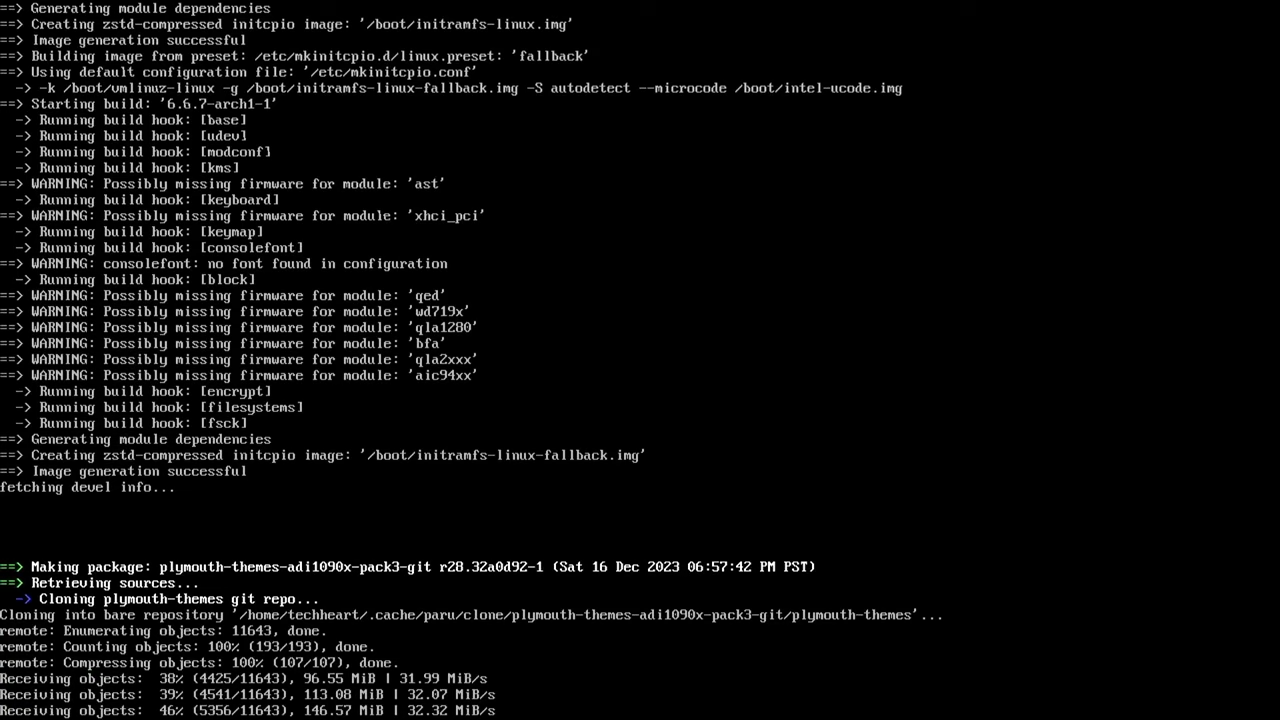 ==> Generating module dependencies
==> Creating zstd-compressed initcpio image: '/boot/initramfs-linux.img'
==> Image generation successful
==> Building image from preset: /etc/mkinitcpio.d/linux.preset: 'fallback'
==> Using default configuration file: '/etc/mkinitcpio.conf'
  -> -k /boot/vmlinuz-linux -g /boot/initramfs-linux-fallback.img -S autodetect --microcode /boot/intel-ucode.img
==> Starting build: '6.6.7-arch1-1'
  -> Running build hook: [base]
  -> Running build hook: [udev]
  -> Running build hook: [modconf]
  -> Running build hook: [kms]
==> WARNING: Possibly missing firmware for module: 'ast'
  -> Running build hook: [keyboard]
==> WARNING: Possibly missing firmware for module: 'xhci_pci'
  -> Running build hook: [keymap]
  -> Running build hook: [consolefont]
==> WARNING: consolefont: no font found in configuration
  -> Running build hook: [block]
==> WARNING: Possibly missing firmware for module: 'qed'
==> WARNING: Possibly missing firmware for module: 'wd719x'
==> WARNING: Possibly missing firmware for module: 'qla1280'
==> WARNING: Possibly missing firmware for module: 'bfa'
==> WARNING: Possibly missing firmware for module: 'qla2xxx'
==> WARNING: Possibly missing firmware for module: 'aic94xx'
  -> Running build hook: [encrypt]
  -> Running build hook: [filesystems]
  -> Running build hook: [fsck]
==> Generating module dependencies
==> Creating zstd-compressed initcpio image: '/boot/initramfs-linux-fallback.img'
==> Image generation successful
fetching devel info...
==> Making package: plymouth-themes-adi1090x-pack3-git r28.32a0d92-1 (Sat 16 Dec 2023 06:57:42 PM PST)
==> Retrieving sources...
  -> Cloning plymouth-themes git repo...
Cloning into bare repository '/home/techheart/.cache/paru/clone/plymouth-themes-adi1090x-pack3-git/plymouth-themes'...
remote: Enumerating objects: 11643, done.
remote: Counting objects: 100% (193/193), done.
remote: Compressing objects: 100% (107/107), done.
Receiving objects:  38% (4425/11643), 96.55 MiB | 31.99 MiB/s
Receiving objects:  39% (4541/11643), 113.08 MiB | 32.07 MiB/s
Receiving objects:  46% (5356/11643), 146.57 MiB | 32.32 MiB/s